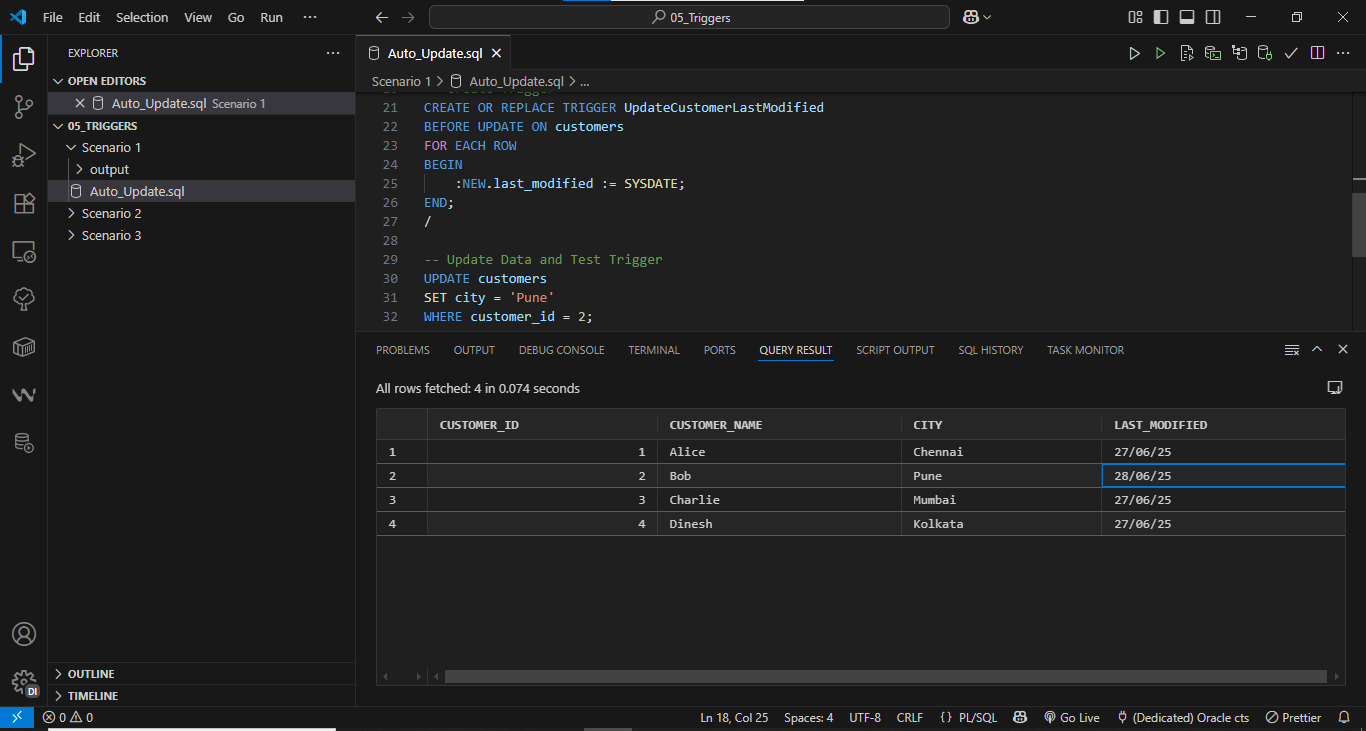 File Edit Selection View Go Run ···
05_Triggers
EXPLORER ···
OPEN EDITORS
Auto_Update.sql Scenario 1
05_TRIGGERS
Scenario 1
output
Auto_Update.sql
Scenario 2
Scenario 3
OUTLINE
TIMELINE
DI
Auto_Update.sql
Scenario 1 > Auto_Update.sql > ...
21 CREATE OR REPLACE TRIGGER UpdateCustomerLastModified
22 BEFORE UPDATE ON customers
23 FOR EACH ROW
24 BEGIN
25 :NEW.last_modified := SYSDATE;
26 END;
27 /
28
29 -- Update Data and Test Trigger
30 UPDATE customers
31 SET city = 'Pune'
32 WHERE customer_id = 2;
PROBLEMS OUTPUT DEBUG CONSOLE TERMINAL PORTS QUERY RESULT SCRIPT OUTPUT SQL HISTORY TASK MONITOR
All rows fetched: 4 in 0.074 seconds
CUSTOMER_ID CUSTOMER_NAME CITY LAST_MODIFIED
1 1 Alice Chennai 27/06/25
2 2 Bob Pune 28/06/25
3 3 Charlie Mumbai 27/06/25
4 4 Dinesh Kolkata 27/06/25
0 0 Ln 18, Col 25 Spaces: 4 UTF-8 CRLF {} PL/SQL Go Live (Dedicated) Oracle cts Prettier